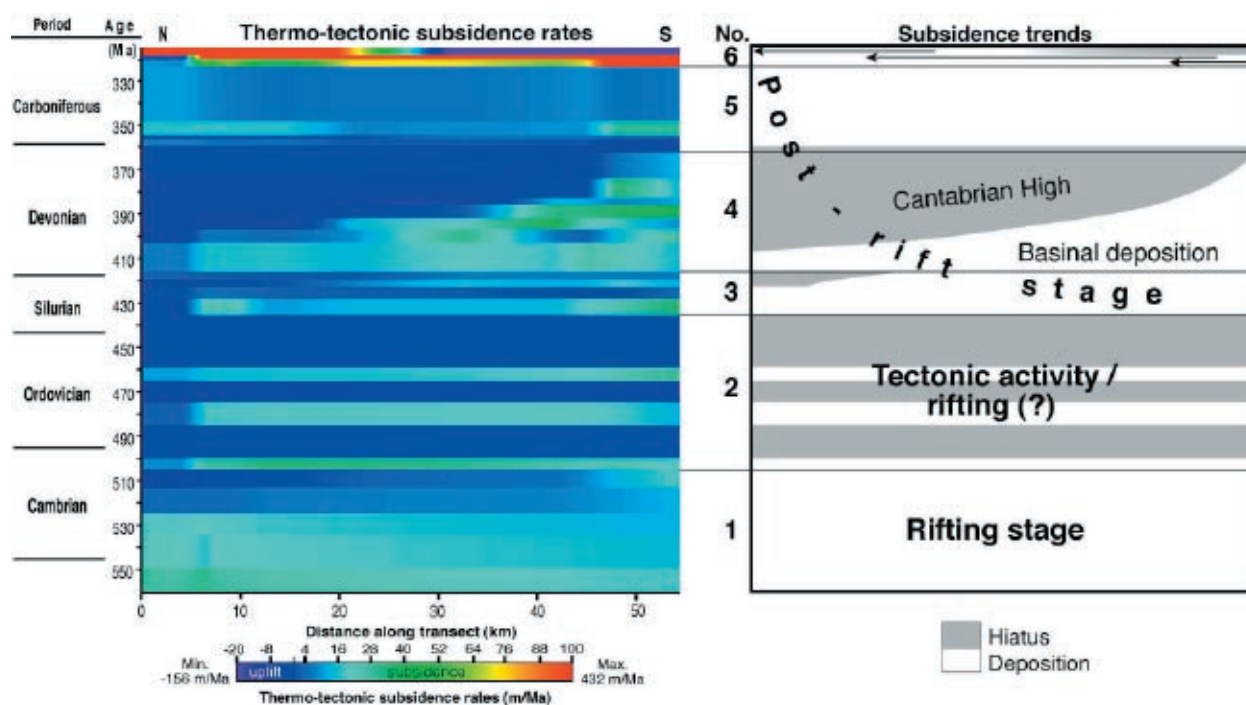 Period Age N Thermo-tectonic subsidence rates S No. Subsidence trends
(Ma)
6
330
Carboniferous
5
350
post-rift stage
370
Cantabrian High
Devonian
390
4
410
Basinal deposition
3
Silurian
430
450
Ordovician
470
2
Tectonic activity /
rifting (?)
490
510
Cambrian
530
1
Rifting stage
550
0 10 20 30 40 50
Distance along transect (km)
-20 -8 4 16 28 40 52 64 76 88 100
Min.
-156 m/Ma
uplift
subsidence
Max.
432 m/Ma
Thermo-tectonic subsidence rates (m/Ma)
Hiatus
Deposition